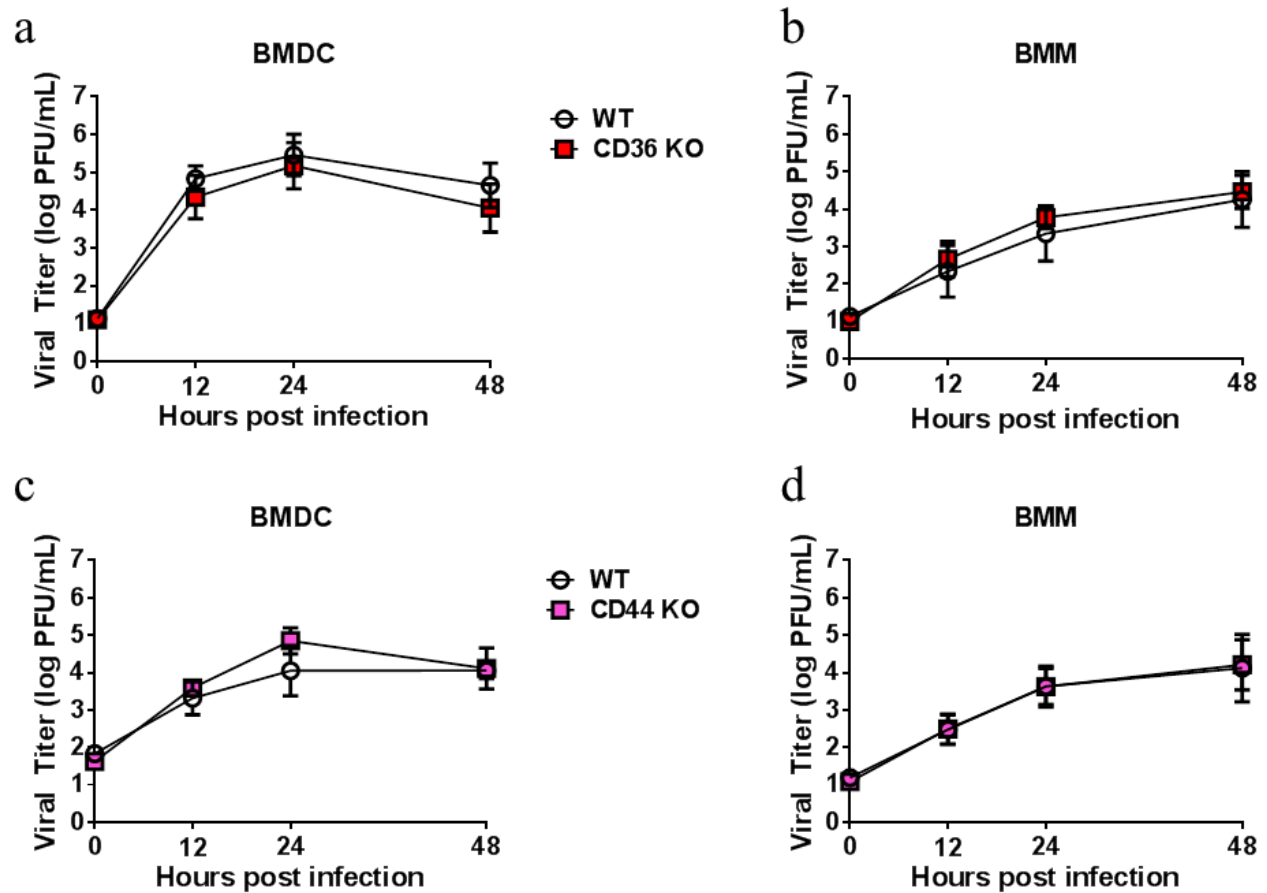 a
BMDC
Viral Titer (log PFU/mL)
7
6
5
4
3
2
1
0
0 12 24 48
Hours post infection
WT
CD36 KO
b
BMM
Viral Titer (log PFU/mL)
7
6
5
4
3
2
1
0
0 12 24 48
Hours post infection
c
BMDC
Viral Titer (log PFU/mL)
7
6
5
4
3
2
1
0
0 12 24 48
Hours post infection
WT
CD44 KO
d
BMM
Viral Titer (log PFU/mL)
7
6
5
4
3
2
1
0
0 12 24 48
Hours post infection